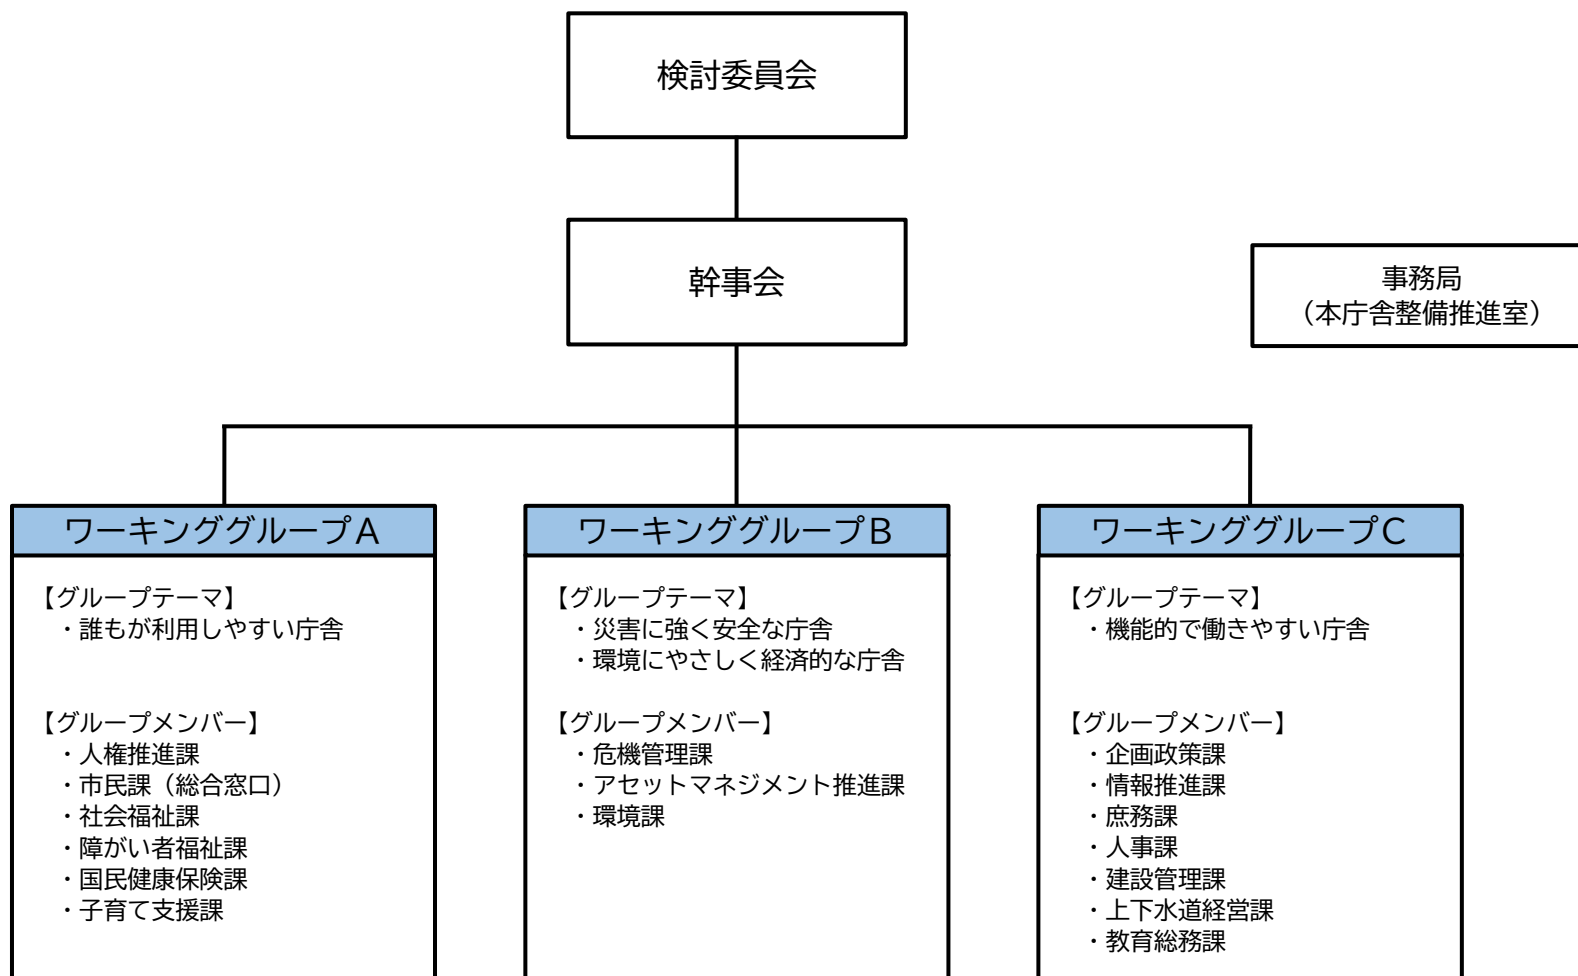 検討委員会
幹事会
事務局
（本庁舎整備推進室）
ワーキンググループA
【グループテーマ】
・誰もが利用しやすい庁舎
【グループメンバー】
・人権推進課
・市民課（総合窓口）
・社会福祉課
・障がい者福祉課
・国民健康保険課
・子育て支援課
ワーキンググループB
【グループテーマ】
・災害に強く安全な庁舎
・環境にやさしく経済的な庁舎
【グループメンバー】
・危機管理課
・アセットマネジメント推進課
・環境課
ワーキンググループC
【グループテーマ】
・機能的で働きやすい庁舎
【グループメンバー】
・企画政策課
・情報推進課
・庶務課
・人事課
・建設管理課
・上下水道経営課
・教育総務課